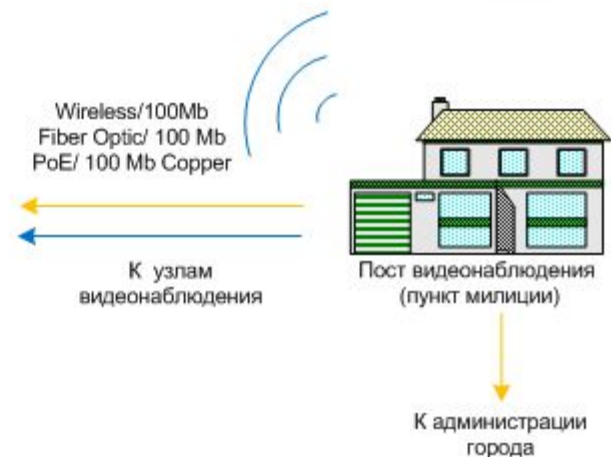 Wireless/100Mb
Fiber Optic/ 100 Mb
PoE/ 100 Mb Copper
К узлам
видеонаблюдения
Пост видеонаблюдения
(пункт милиции)
К администрации
города